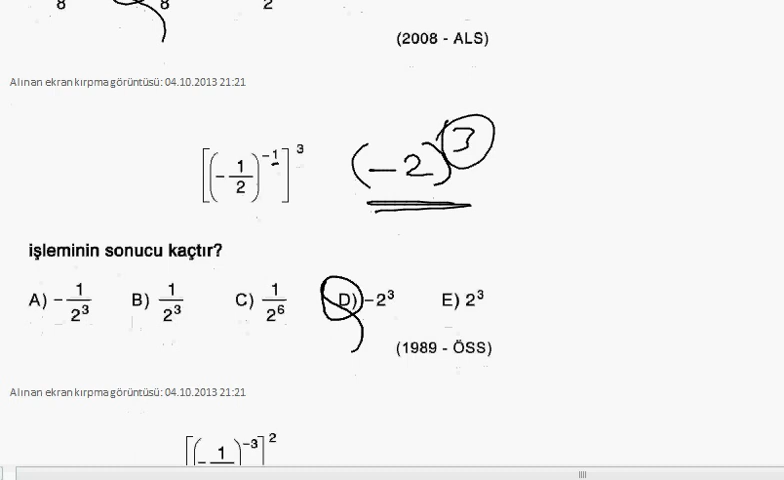 8 8 2
(2008 - ALS)
Alınan ekran kırpma görüntüsü: 04.10.2013 21:21
[(-1/2)⁻¹]³ (-2)³
işleminin sonucu kaçtır?
A) -1/2³ B) 1/2³ C) 1/2⁶ D) -2³ E) 2³
(1989 - ÖSS)
Alınan ekran kırpma görüntüsü: 04.10.2013 21:21
[(-1)⁻³]²